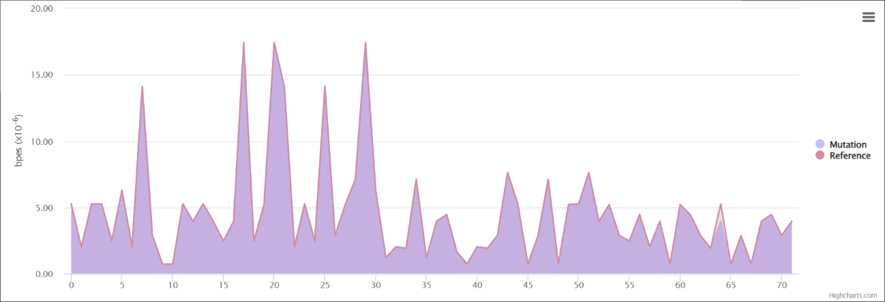 20.00
15.00
10.00
5.00
0.00
bpes (x10⁻⁶)
0 5 10 15 20 25 30 35 40 45 50 55 60 65 70
Mutation
Reference
Highcharts.com